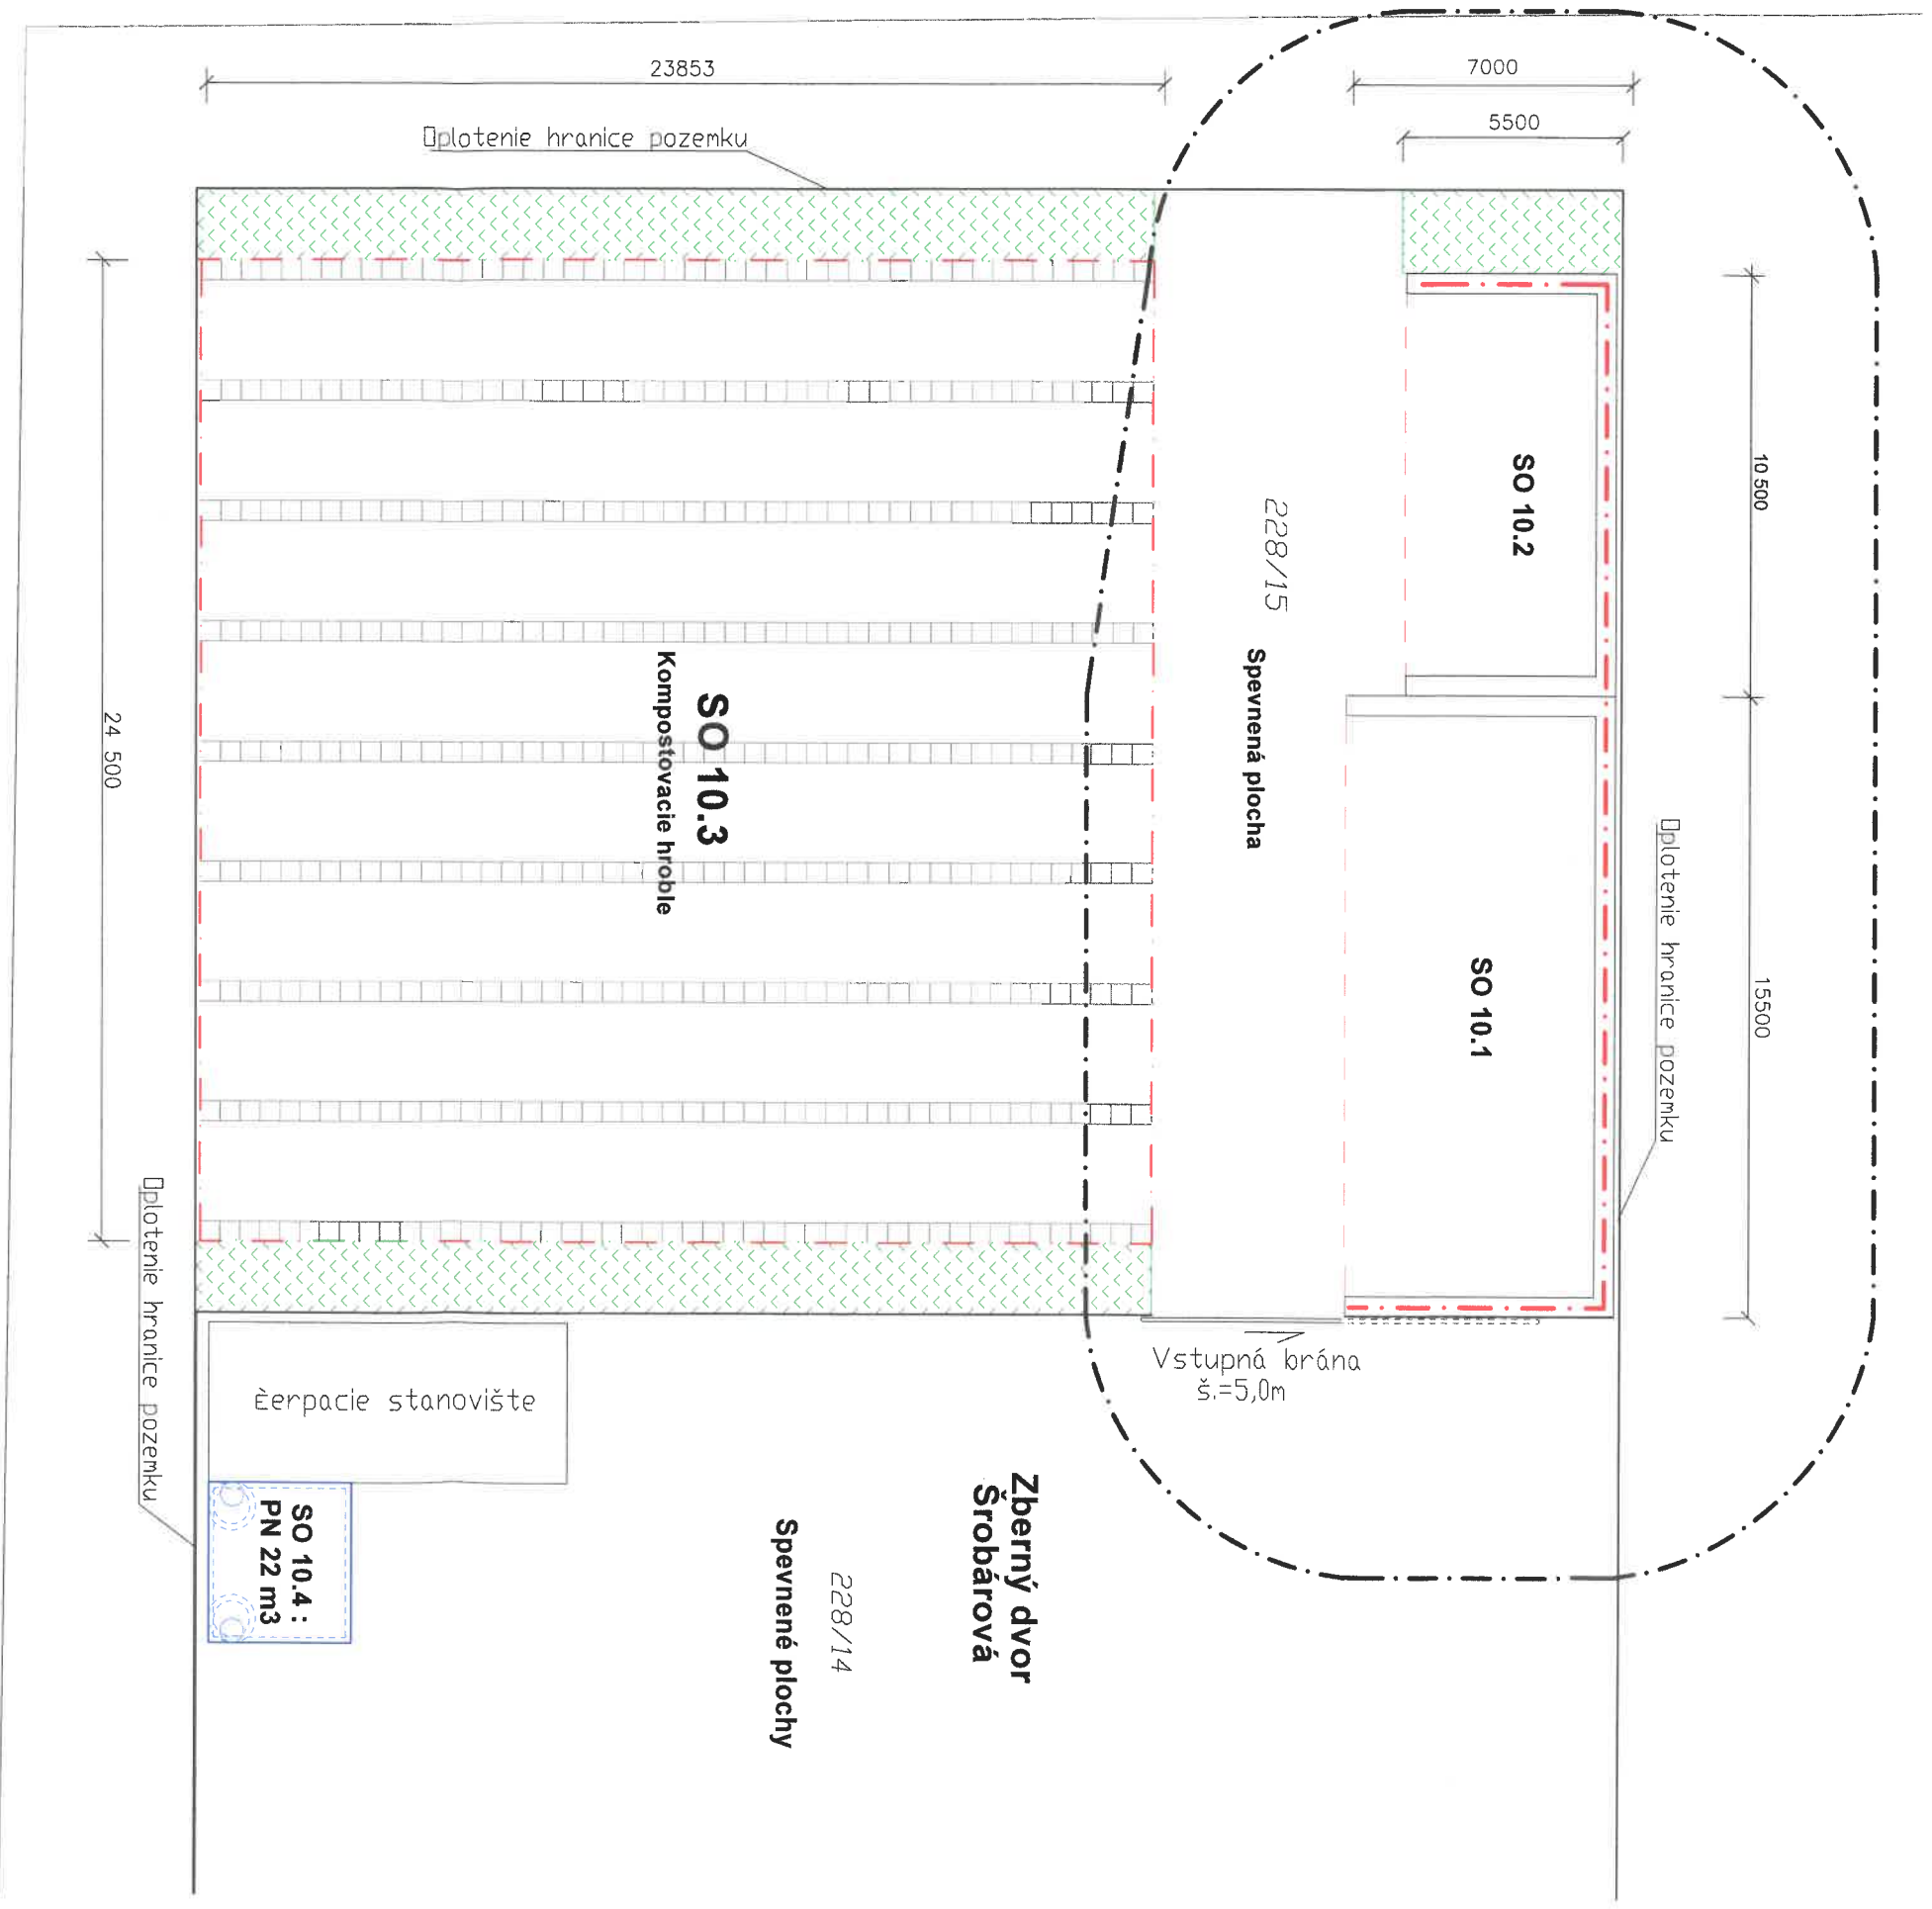 23853
7000
5500
Oplotenie hranice pozemku
10 500
SO 10.2
228/15
Spevnená plocha
SO 10.3
Kompostovacie hroble
24 500
SO 10.1
15500
Oplotenie hranice pozemku
Oplotenie hranice pozemku
Vstupná brána
š.=5,0m
Èerpacie stanovište
SO 10.4 :
PN 22 m3
Zberný dvor
Šrobárová
228/14
Spevnené plochy